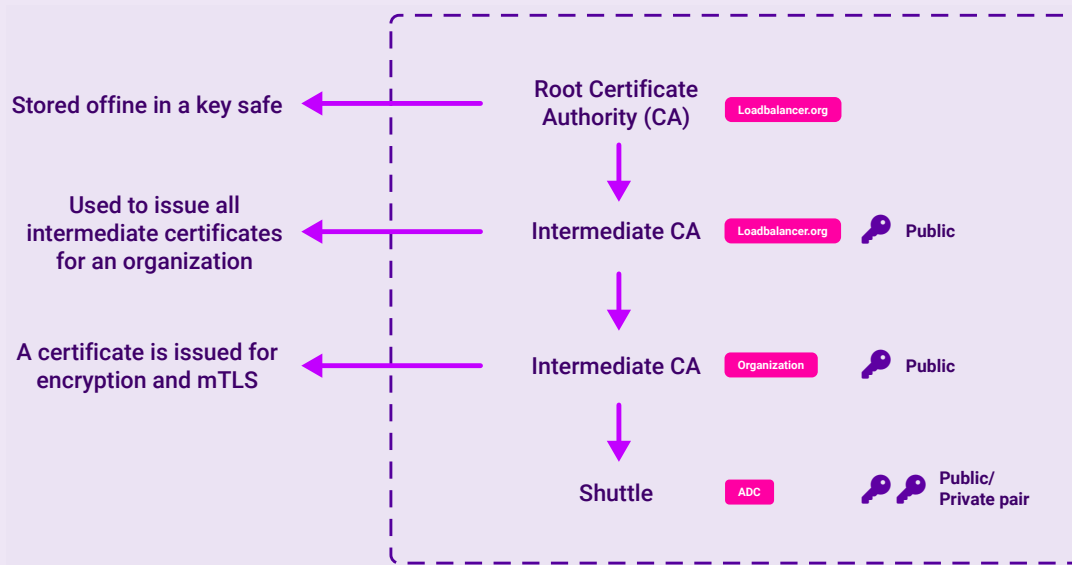 Stored offine in a key safe
Root Certificate
Authority (CA)
Loadbalancer.org
Used to issue all
intermediate certificates
for an organization
Intermediate CA
Loadbalancer.org
Public
A certificate is issued for
encryption and mTLS
Intermediate CA
Organization
Public
Shuttle
ADC
Public/
Private pair